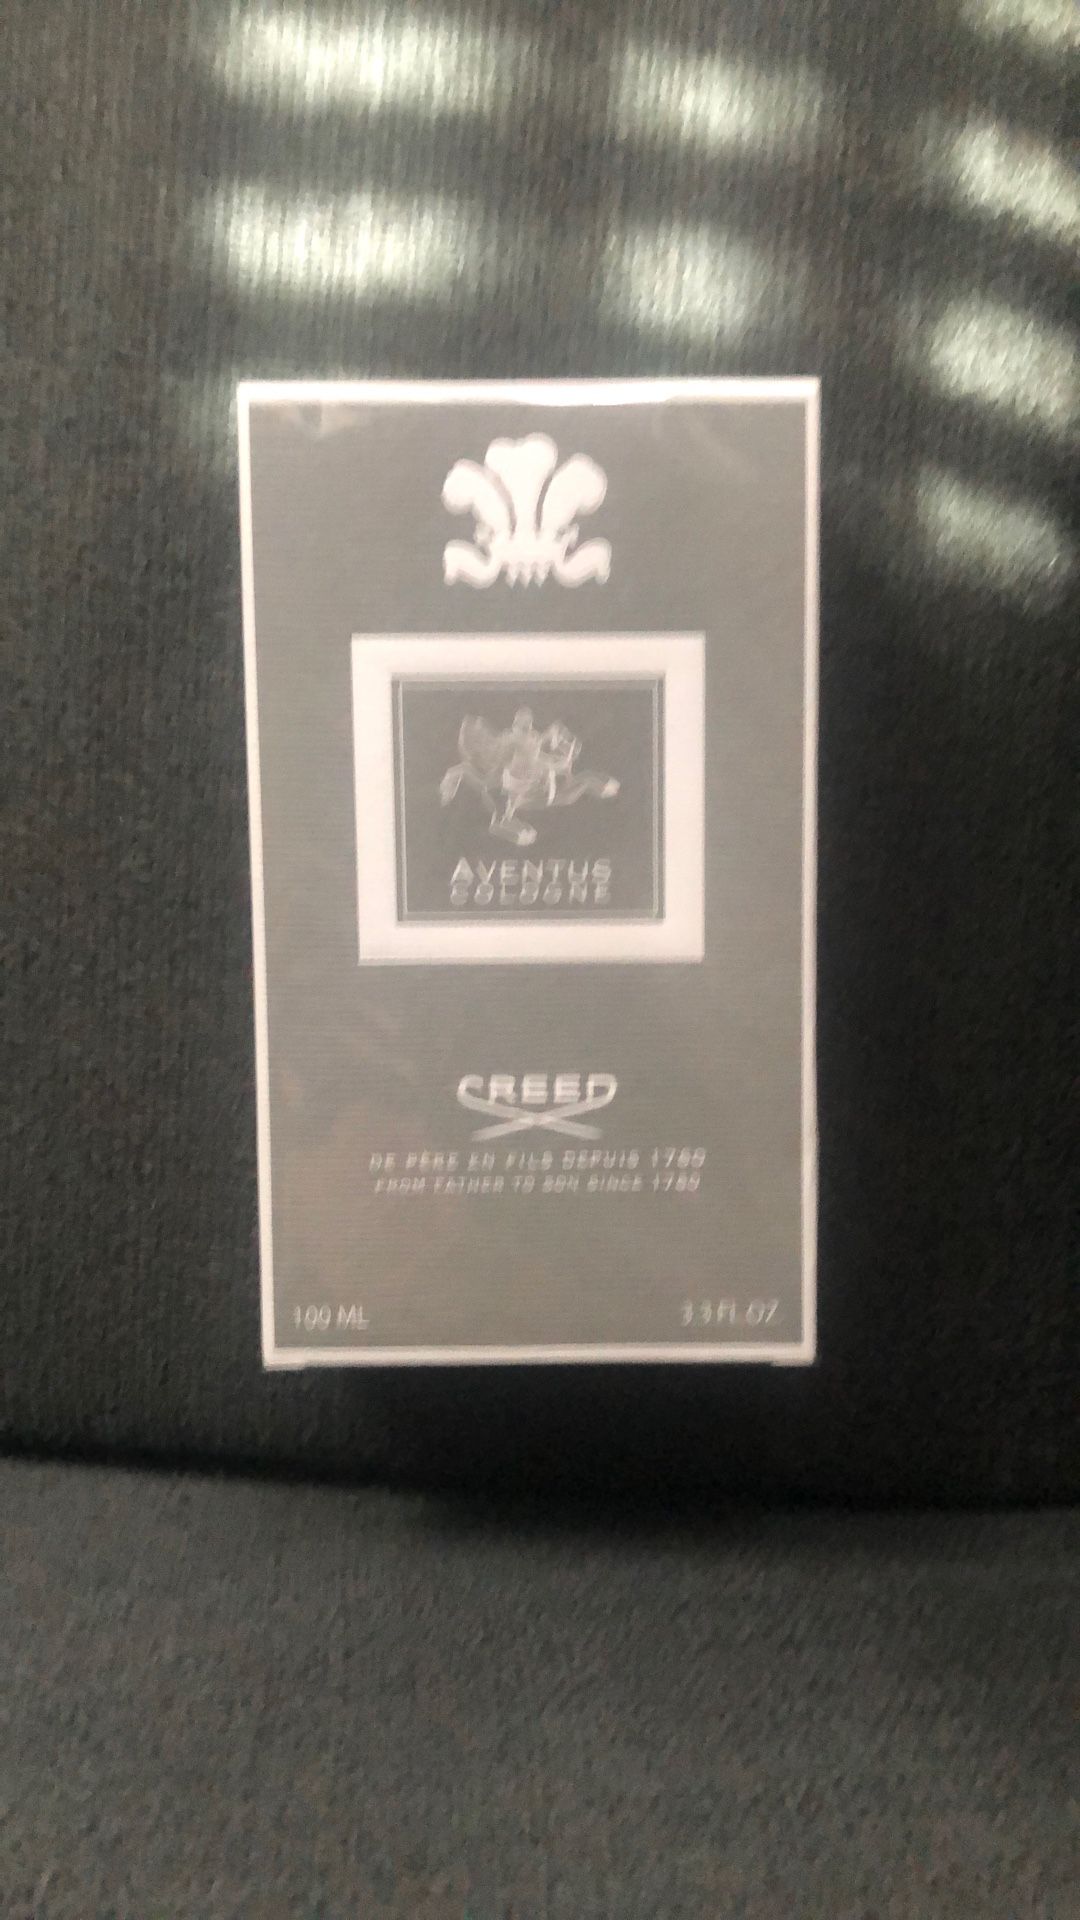 AVENTUS
COLOGNE
CREED
DE PÈRE EN FILS DEPUIS 1760
FROM FATHER TO SON SINCE 1760
100 ML
3.3 FL OZ